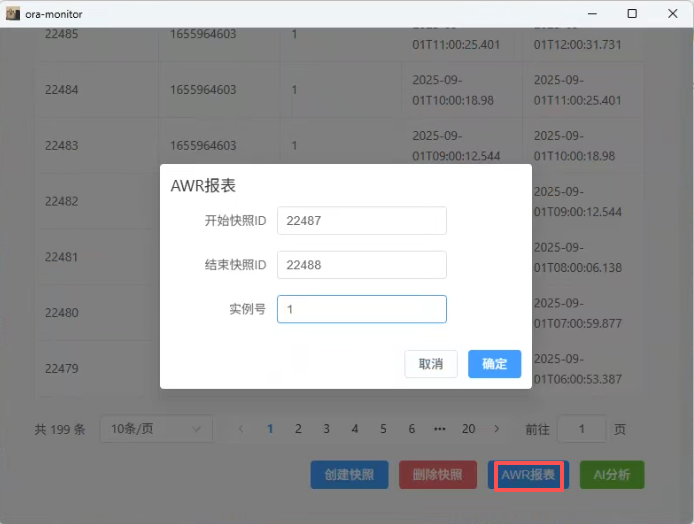 ora-monitor
22485 1655964603 1 2025-09-01T11:00:25.401 2025-09-01T12:00:31.731
22484 1655964603 1 2025-09-01T10:00:18.98 2025-09-01T11:00:25.401
22483 1655964603 1 2025-09-01T09:00:12.544 2025-09-01T10:00:18.98
22482 2025-09-01T09:00:12.544
22481 2025-09-01T08:00:06.138
22480 2025-09-01T07:00:59.877
22479 2025-09-01T06:00:53.387
AWR报表
开始快照ID 22487
结束快照ID 22488
实例号 1
取消 确定
共 199 条 10条/页 1 2 3 4 5 6 ••• 20 前往 1 页
创建快照 删除快照 AWR报表 AI分析